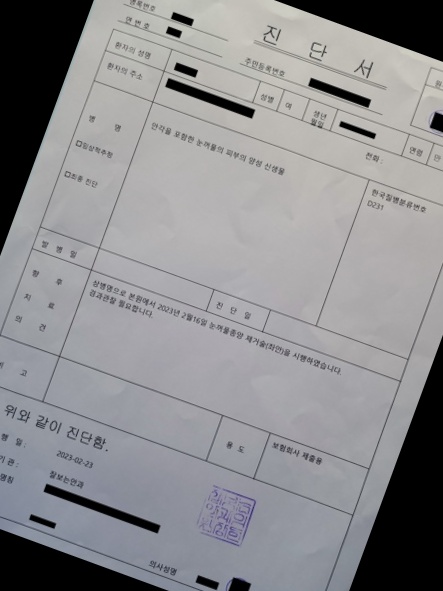 등록번호
연 번 호
진 단 서
주민등록번호
환자의 성명
환자의 주소
성별 여 생년월일 연령 만
전화 :
병 명
□임상적추정
□최종 진단
안각을 포함한 눈꺼풀의 피부의 양성 신생물
한국질병분류번호
D231
발 병 일
진 단 일
향 후 치 료 의 견
상병명으로 본원에서 2023년 2월16일 눈꺼풀종양 제거술(좌안)을 시행하였습니다.
경과관찰 필요합니다.
비 고
용 도
보험회사 제출용
위와 같이 진단함.
행 일 :
2023-02-23
기 관 :
잘보는안과
명칭
의사성명